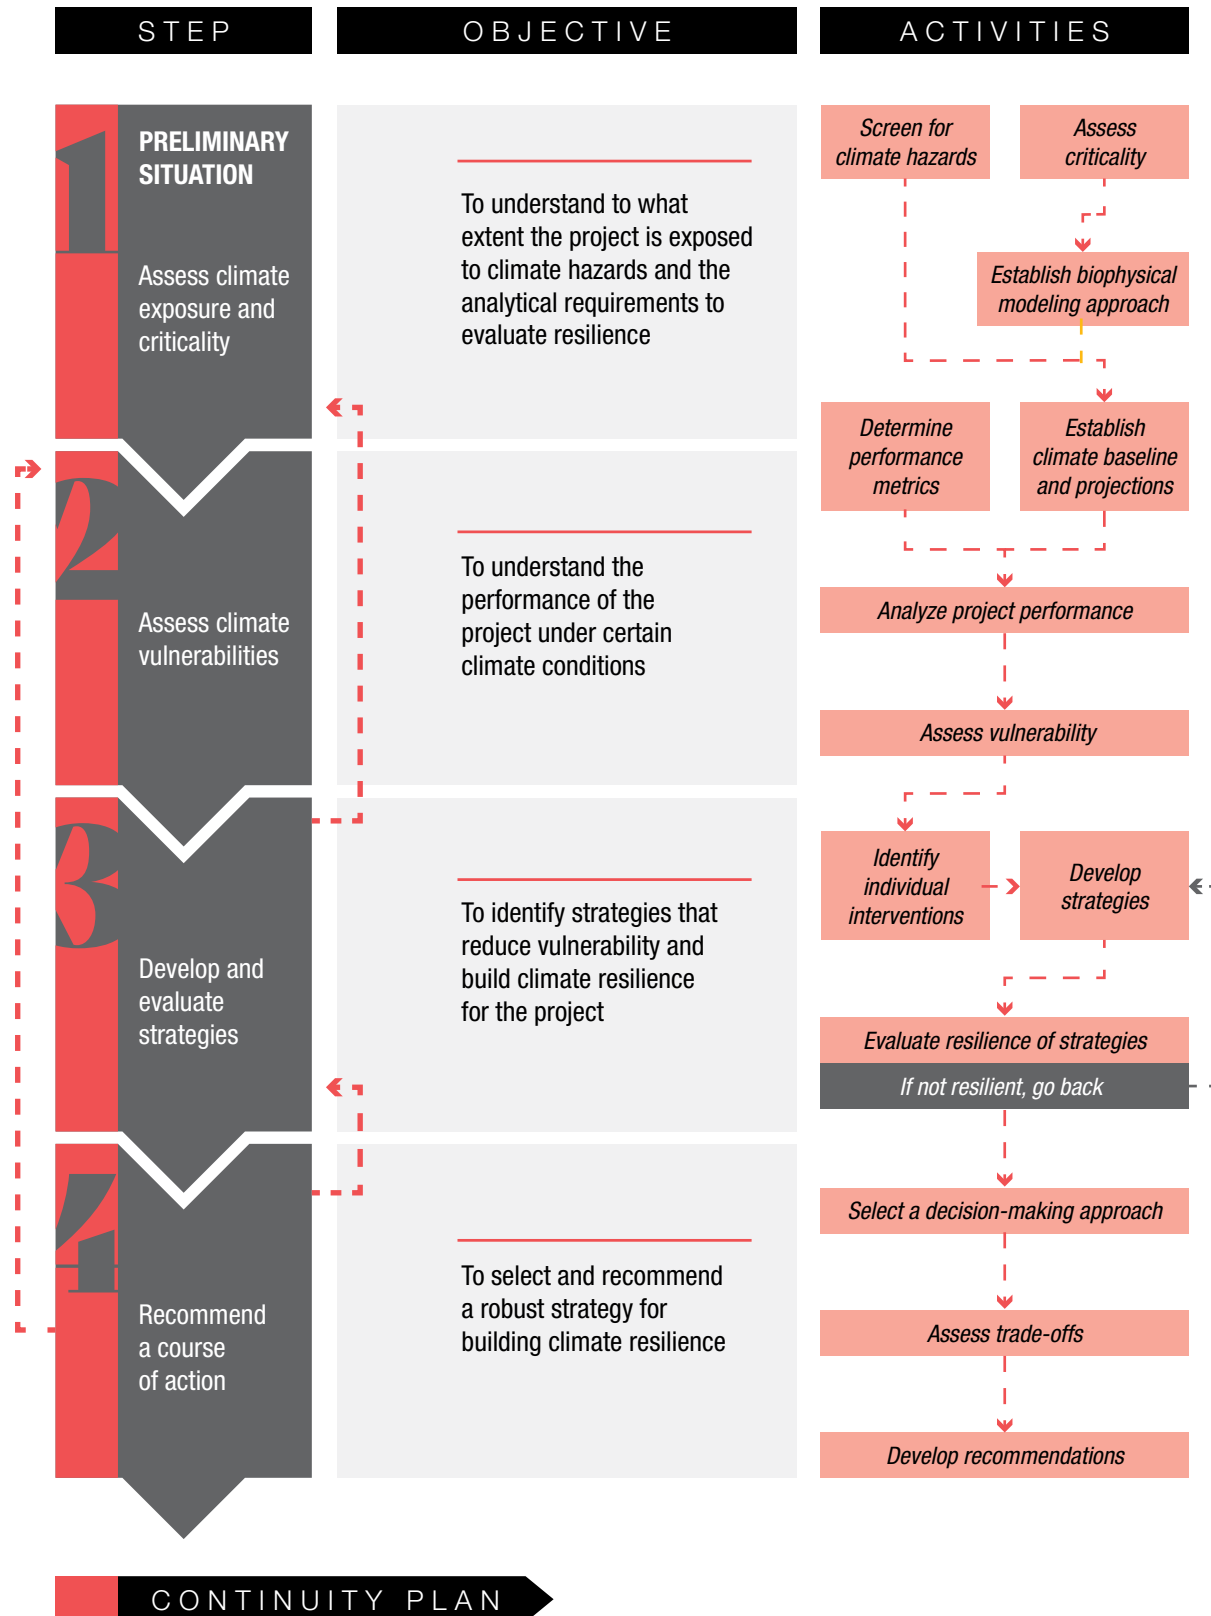 STEP
OBJECTIVE
ACTIVITIES
1
PRELIMINARY
SITUATION
Assess climate
exposure and
criticality
To understand to what
extent the project is exposed
to climate hazards and the
analytical requirements to
evaluate resilience
Screen for
climate hazards
Assess
criticality
Establish biophysical
modeling approach
Determine
performance
metrics
Establish
climate baseline
and projections
2
Assess climate
vulnerabilities
To understand the
performance of the
project under certain
climate conditions
Analyze project performance
Assess vulnerability
3
Develop and
evaluate
strategies
To identify strategies that
reduce vulnerability and
build climate resilience
for the project
Identify
individual
interventions
Develop
strategies
Evaluate resilience of strategies
If not resilient, go back
4
Recommend
a course
of action
To select and recommend
a robust strategy for
building climate resilience
Select a decision-making approach
Assess trade-offs
Develop recommendations
CONTINUITY PLAN